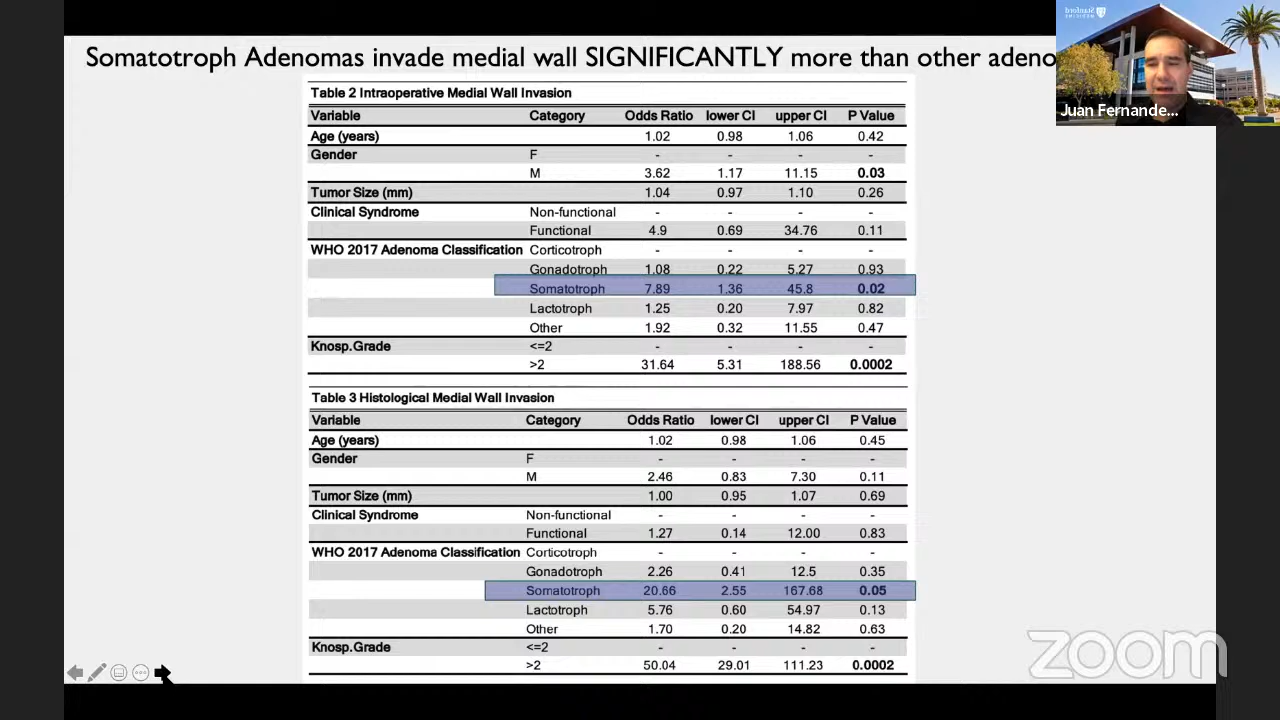 Somatotroph Adenomas invade medial wall SIGNIFICANTLY more than other adeno
Stanford
MEDICINE
Juan Fernande...
Table 2 Intraoperative Medial Wall Invasion
Variable Category Odds Ratio lower CI upper CI P Value
Age (years) 1.02 0.98 1.06 0.42
Gender F - - - -
M 3.62 1.17 11.15 0.03
Tumor Size (mm) 1.04 0.97 1.10 0.26
Clinical Syndrome Non-functional - - - -
Functional 4.9 0.69 34.76 0.11
WHO 2017 Adenoma Classification Corticotroph - - - -
Gonadotroph 1.08 0.22 5.27 0.93
Somatotroph 7.89 1.36 45.8 0.02
Lactotroph 1.25 0.20 7.97 0.82
Other 1.92 0.32 11.55 0.47
Knosp.Grade <=2 - - - -
>2 31.64 5.31 188.56 0.0002
Table 3 Histological Medial Wall Invasion
Variable Category Odds Ratio lower CI upper CI P Value
Age (years) 1.02 0.98 1.06 0.45
Gender F - - - -
M 2.46 0.83 7.30 0.11
Tumor Size (mm) 1.00 0.95 1.07 0.69
Clinical Syndrome Non-functional - - - -
Functional 1.27 0.14 12.00 0.83
WHO 2017 Adenoma Classification Corticotroph - - - -
Gonadotroph 2.26 0.41 12.5 0.35
Somatotroph 20.66 2.55 167.68 0.05
Lactotroph 5.76 0.60 54.97 0.13
Other 1.70 0.20 14.82 0.63
Knosp.Grade <=2 - - - -
>2 50.04 29.01 111.23 0.0002
zoom